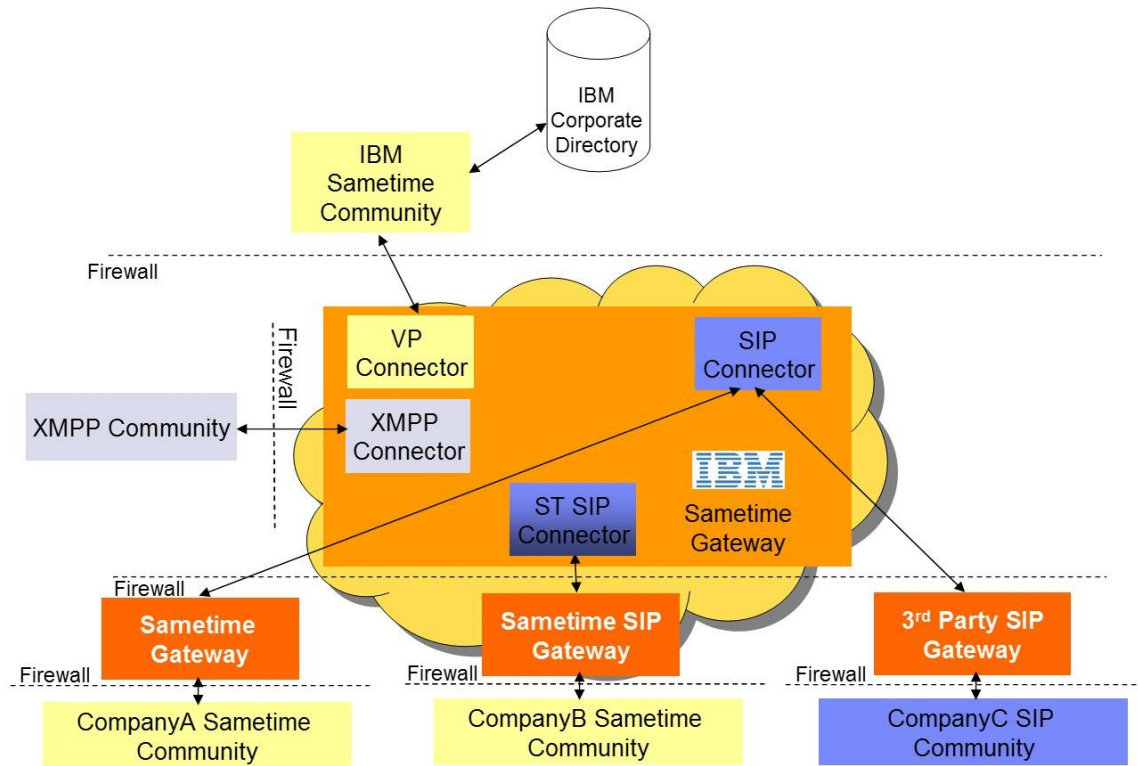 IBM
Corporate
Directory
IBM
Sametime
Community
Firewall
Firewall
VP
Connector
SIP
Connector
XMPP Community
XMPP
Connector
IBM
Sametime
Gateway
ST SIP
Connector
Firewall
Sametime
Gateway
Sametime SIP
Gateway
3rd Party SIP
Gateway
Firewall
Firewall
Firewall
CompanyA Sametime
Community
CompanyB Sametime
Community
CompanyC SIP
Community